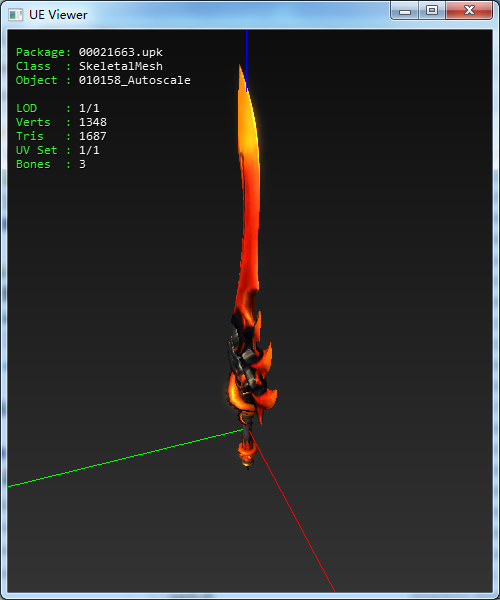 UE Viewer
Package: 00021663.upk
Class : SkeletalMesh
Object : 010158_Autoscale
LOD : 1/1
Verts : 1348
Tris : 1687
UV Set : 1/1
Bones : 3